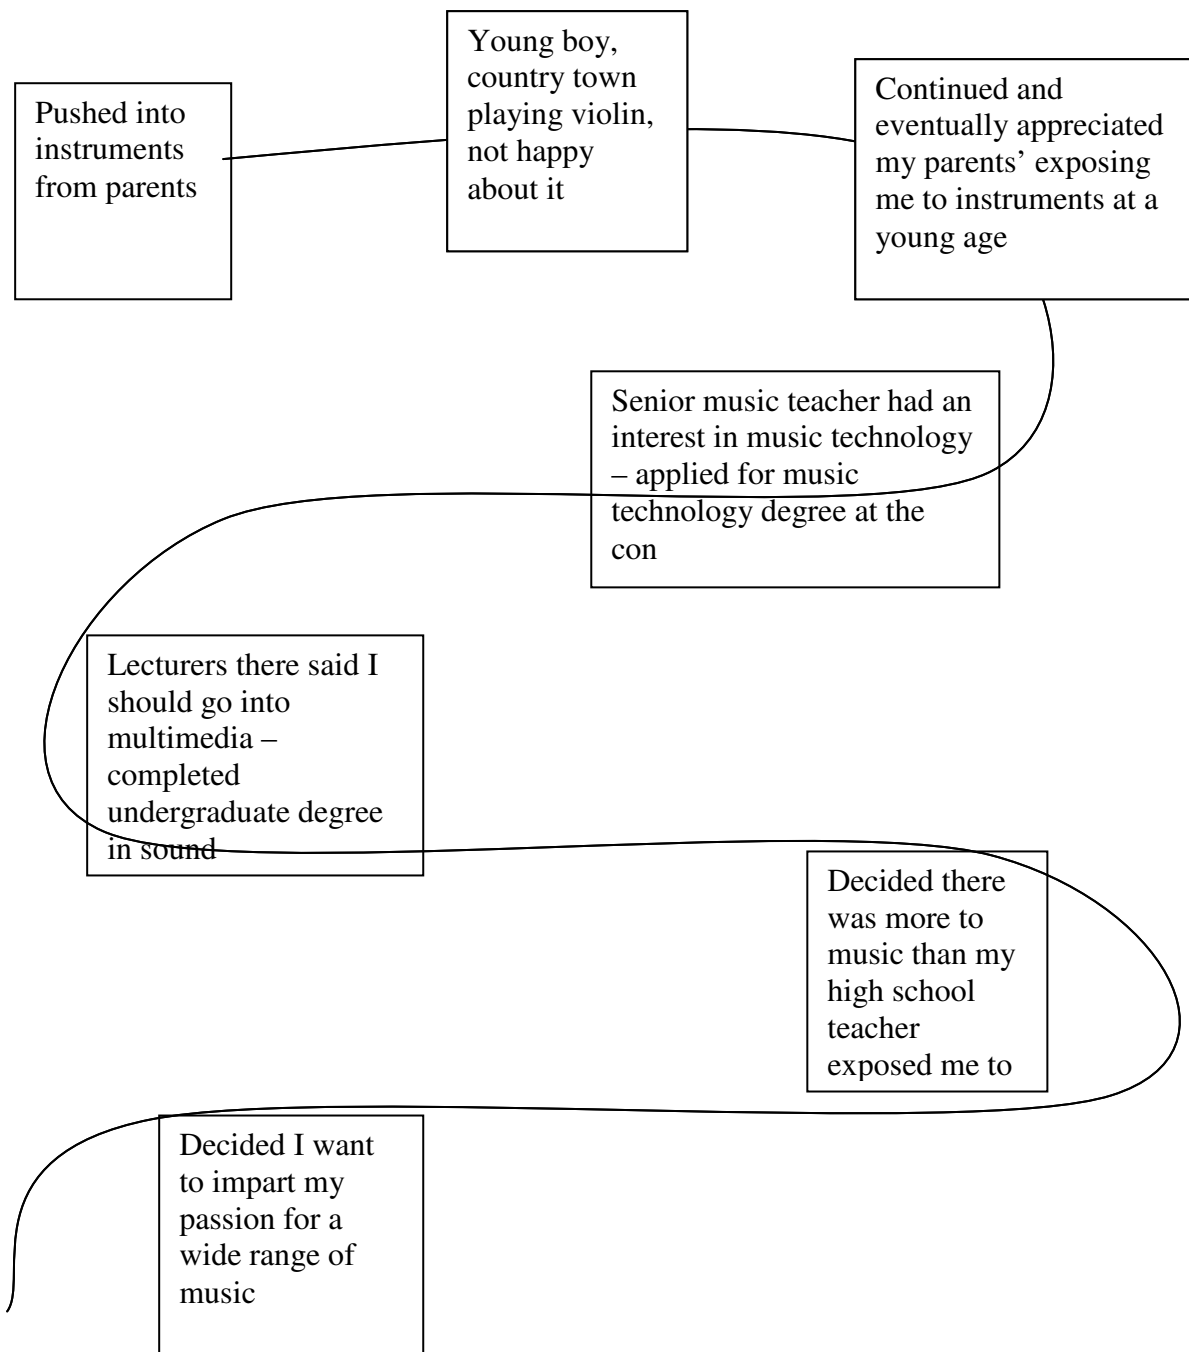 Pushed into
instruments
from parents
Young boy,
country town
playing violin,
not happy
about it
Continued and
eventually appreciated
my parents’ exposing
me to instruments at a
young age
Senior music teacher had an
interest in music technology
– applied for music
technology degree at the
con
Lecturers there said I
should go into
multimedia –
completed
undergraduate degree
in sound
Decided there
was more to
music than my
high school
teacher
exposed me to
Decided I want
to impart my
passion for a
wide range of
music